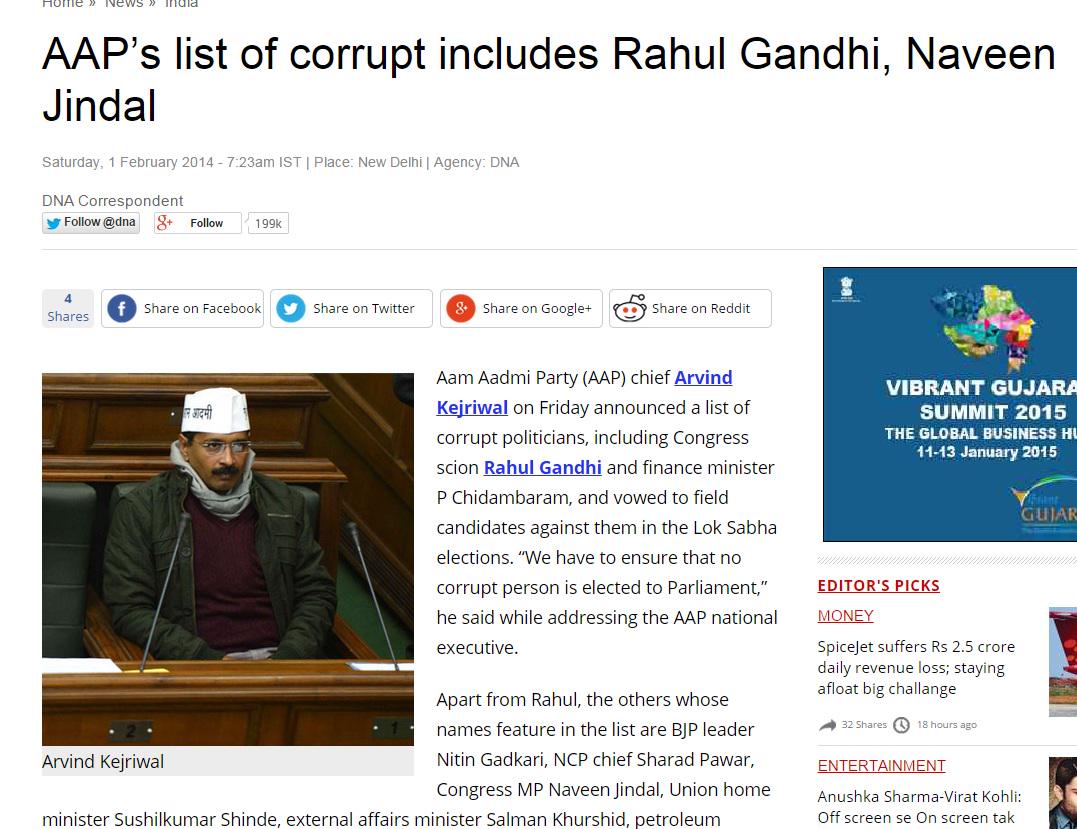 Home » News » India
AAP’s list of corrupt includes Rahul Gandhi, Naveen
Jindal
Saturday, 1 February 2014 - 7:23am IST | Place: New Delhi | Agency: DNA
DNA Correspondent
Follow @dna
g+ Follow 199k
4
Shares
Share on Facebook
Share on Twitter
Share on Google+
Share on Reddit
आदमी
2
1
Arvind Kejriwal
Aam Aadmi Party (AAP) chief Arvind
Kejriwal on Friday announced a list of
corrupt politicians, including Congress
scion Rahul Gandhi and finance minister
P Chidambaram, and vowed to field
candidates against them in the Lok Sabha
elections. “We have to ensure that no
corrupt person is elected to Parliament,”
he said while addressing the AAP national
executive.
Apart from Rahul, the others whose
names feature in the list are BJP leader
Nitin Gadkari, NCP chief Sharad Pawar,
Congress MP Naveen Jindal, Union home
minister Sushilkumar Shinde, external affairs minister Salman Khurshid, petroleum
VIBRANT GUJARA
SUMMIT 2015
THE GLOBAL BUSINESS HU
11-13 January 2015
Vibrant
GUJAR
EDITOR'S PICKS
MONEY
SpiceJet suffers Rs 2.5 crore
daily revenue loss; staying
afloat big challange
32 Shares 18 hours ago
ENTERTAINMENT
Anushka Sharma-Virat Kohli:
Off screen se On screen tak